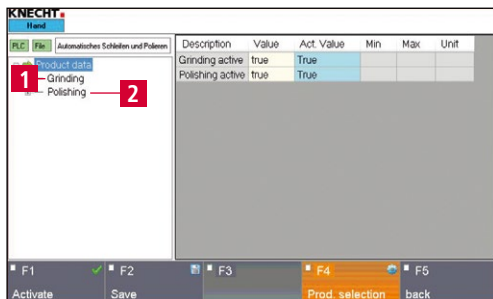 KNECHT
Hand
PLC File Automatisches Schleifen und Polieren
Description Value Act. Value Min Max Unit
Product data
Grinding active true True
1 Grinding
Polishing active true True
Polishing 2
F1 F2 F3 F4 F5
Activate Save Prod. selection back